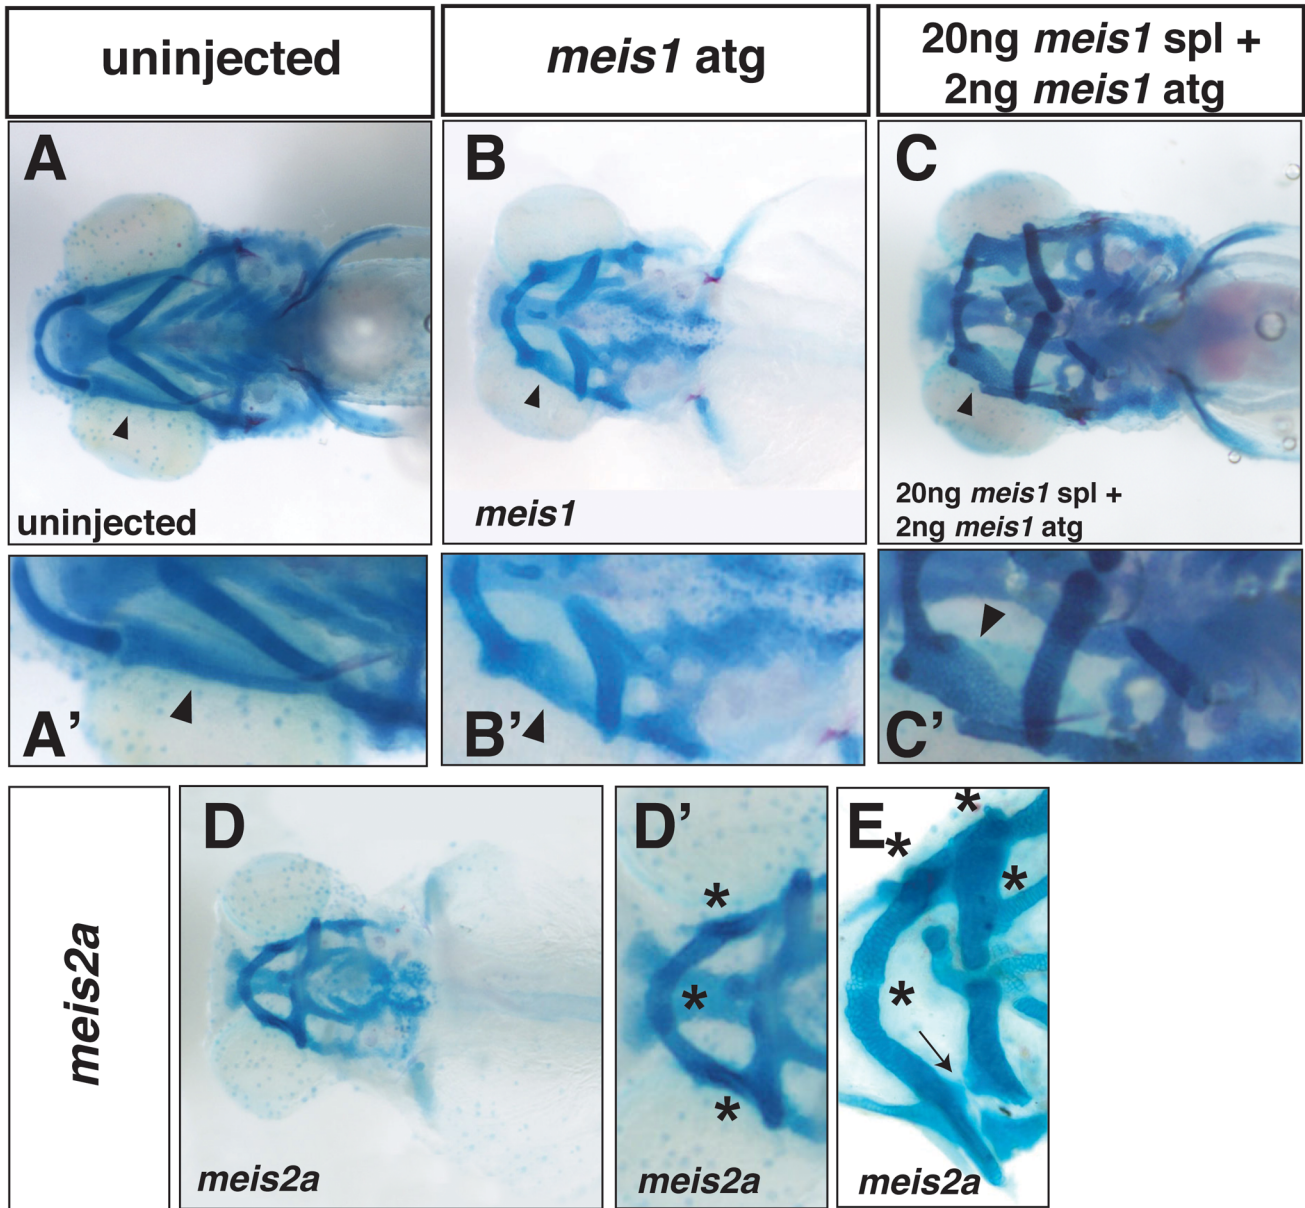 uninjected
meis1 atg
20ng meis1 spl +
2ng meis1 atg
A
uninjected
B
meis1
C
20ng meis1 spl +
2ng meis1 atg
A’
B’
C’
meis2a
D
meis2a
D’
*
*
*
meis2a
E
*
*
*
*
meis2a